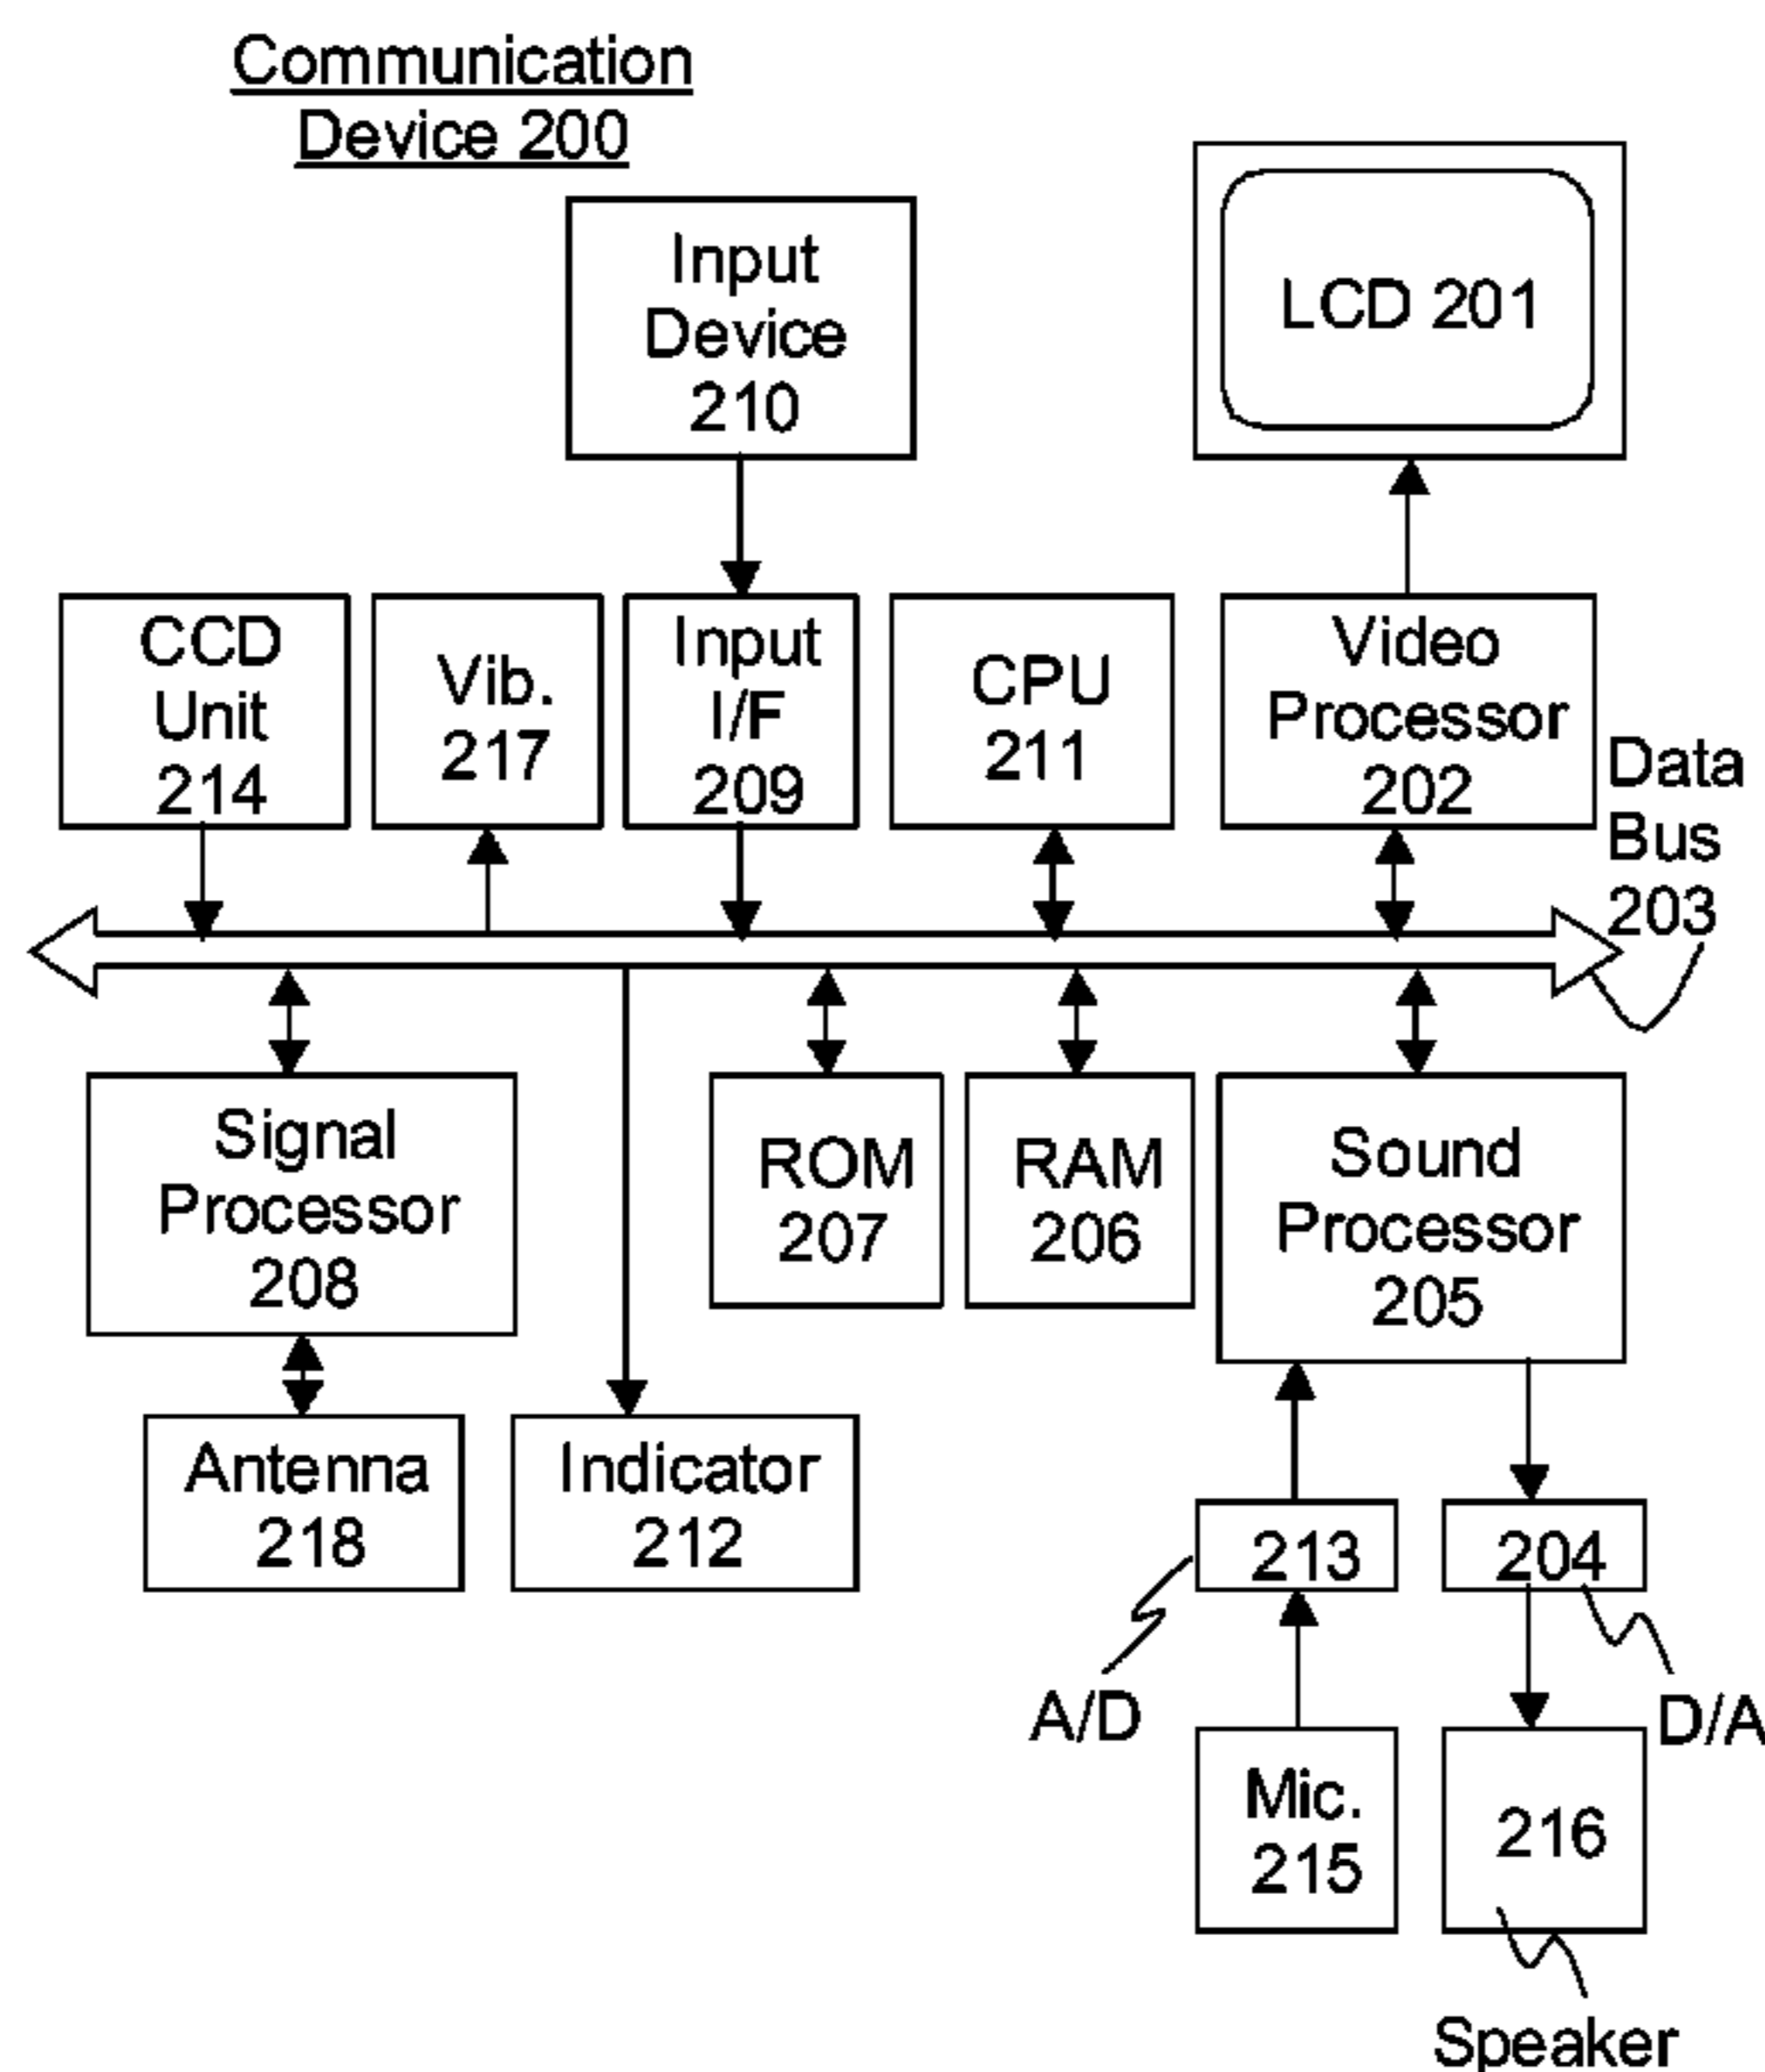 Communication
Device 200
Input
Device
210
LCD 201
CCD
Unit
214
Vib.
217
Input
I/F
209
CPU
211
Video
Processor
202
Data
Bus
203
Signal
Processor
208
ROM
207
RAM
206
Sound
Processor
205
Antenna
218
Indicator
212
213
204
A/D
D/A
Mic.
215
216
Speaker